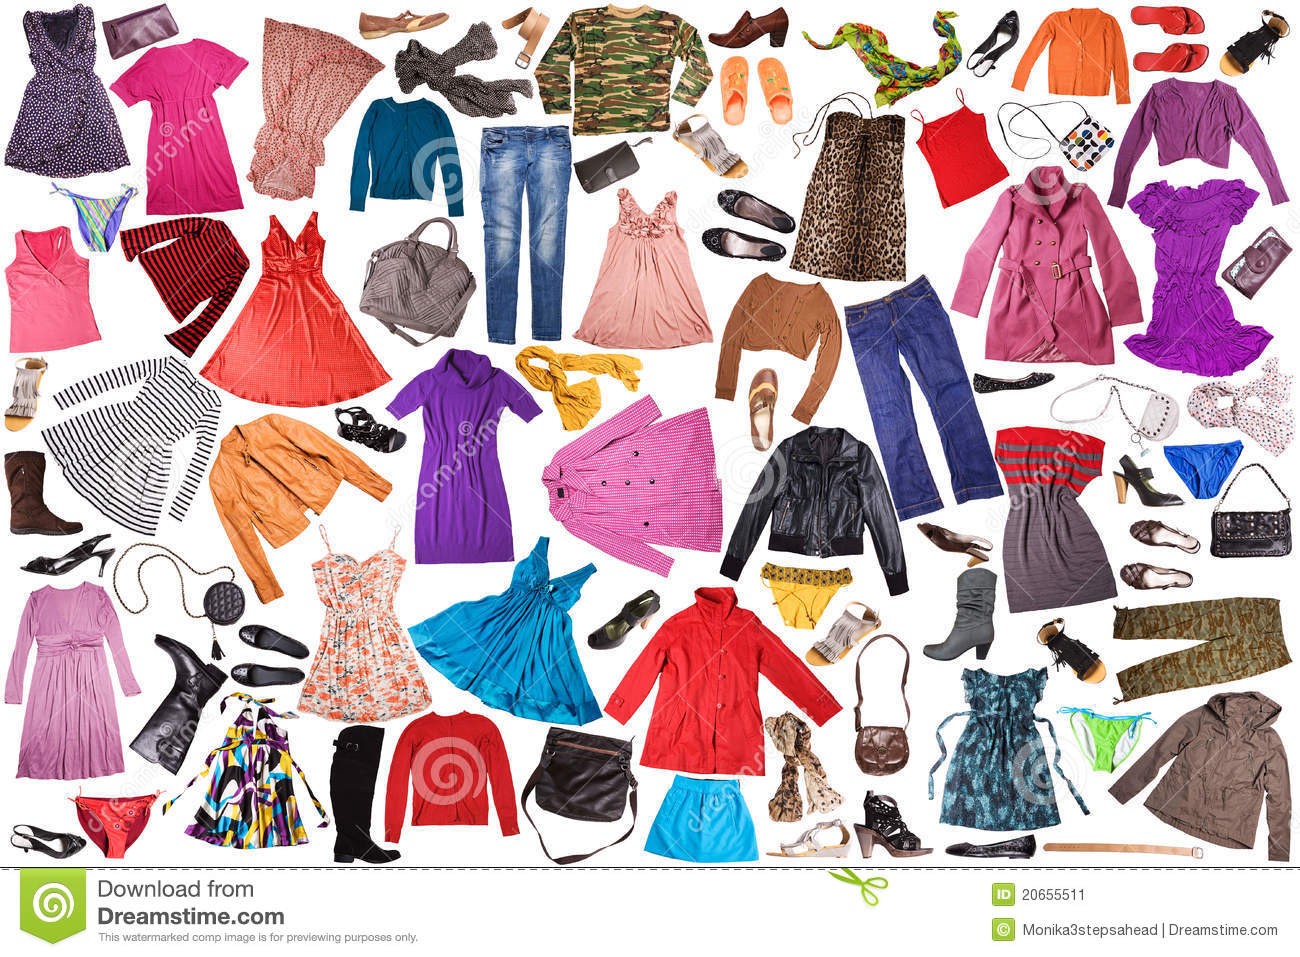 Download from
Dreamstime.com
This watermarked comp image is for previewing purposes only.
ID 20655511
© Monika3stepsahead | Dreamstime.com